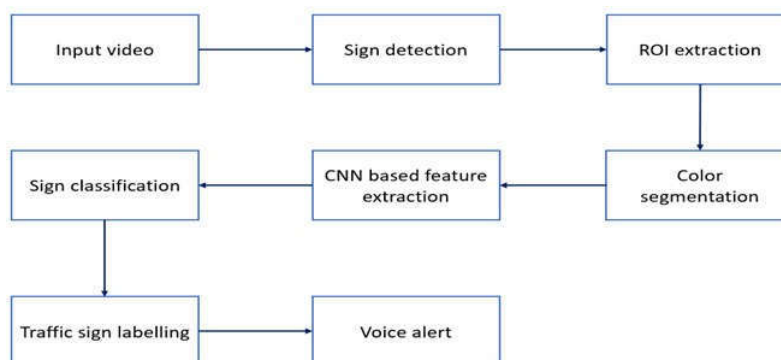 Input video
Sign detection
ROI extraction
Color
segmentation
CNN based feature
extraction
Sign classification
Traffic sign labelling
Voice alert